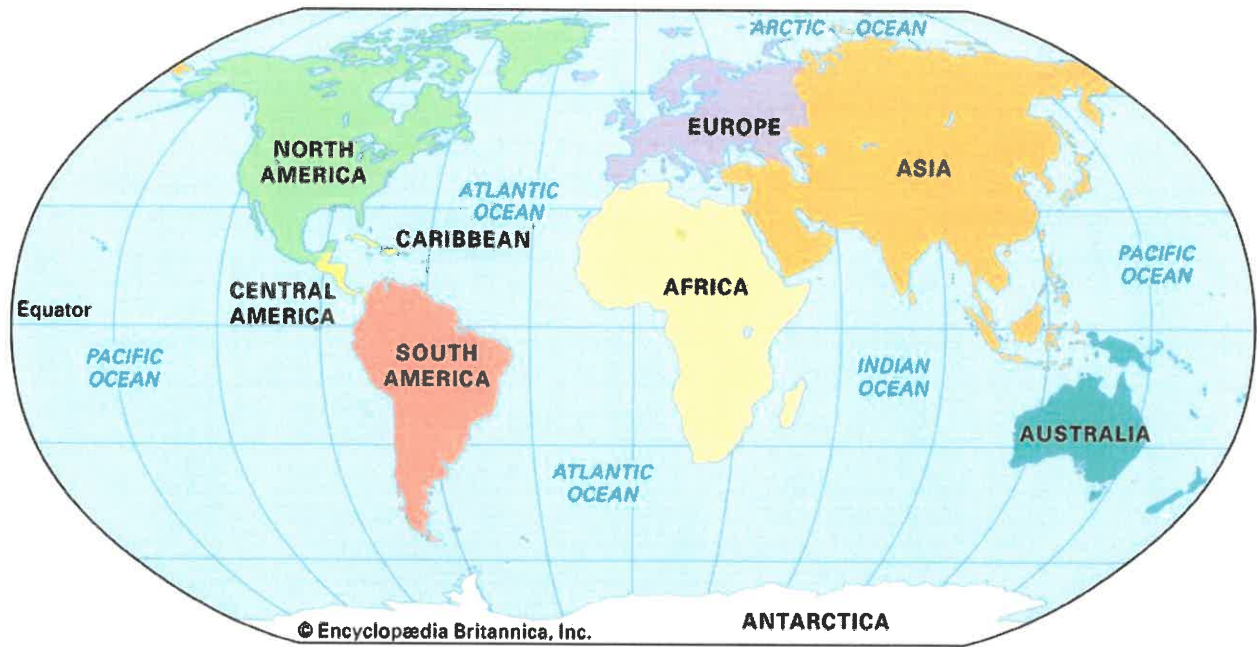 ARCTIC OCEAN
EUROPE
NORTH
AMERICA
ASIA
ATLANTIC
OCEAN
CARIBBEAN
PACIFIC
OCEAN
CENTRAL
AMERICA
AFRICA
Equator
PACIFIC
OCEAN
SOUTH
AMERICA
INDIAN
OCEAN
AUSTRALIA
ATLANTIC
OCEAN
ANTARCTICA
© Encyclopædia Britannica, Inc.